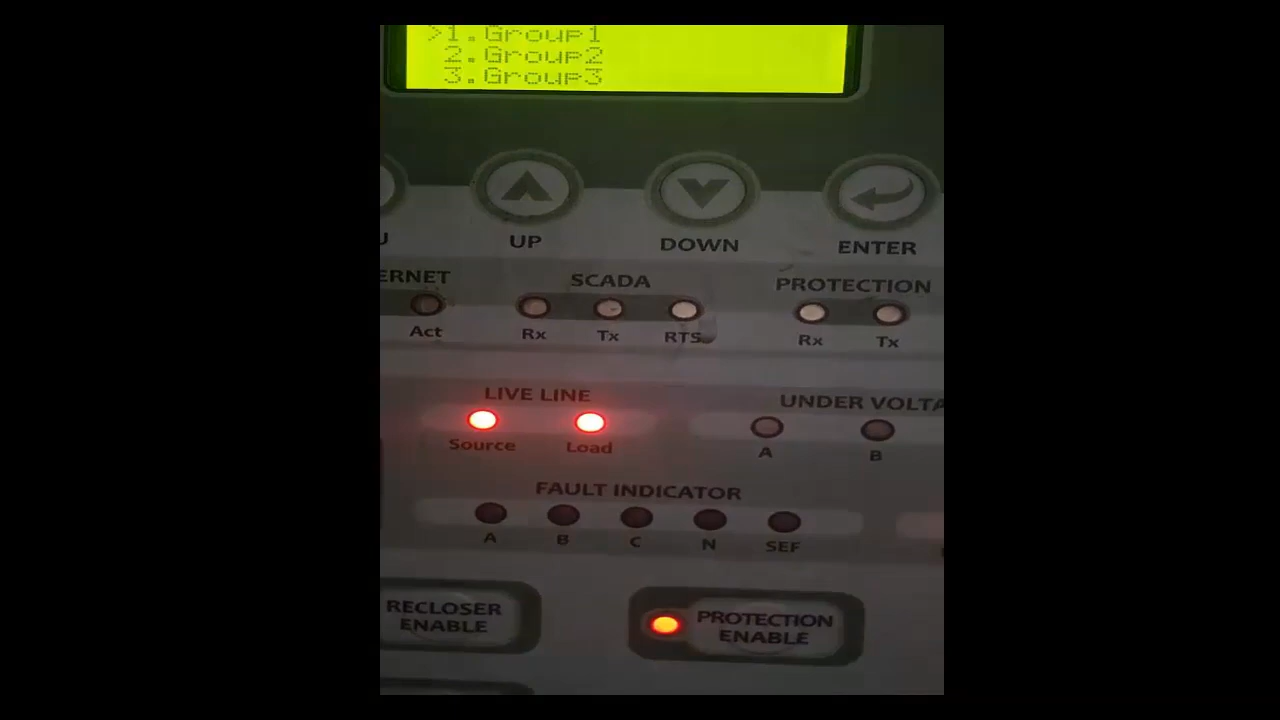 >1.Group1
2.Group2
3.Group3
UP DOWN ENTER
ERNET SCADA PROTECTION
Act Rx Tx RTS Rx Tx
LIVE LINE UNDER VOLTA
Source Load A B
FAULT INDICATOR
A B C N SEF
RECLOSER
ENABLE
PROTECTION
ENABLE